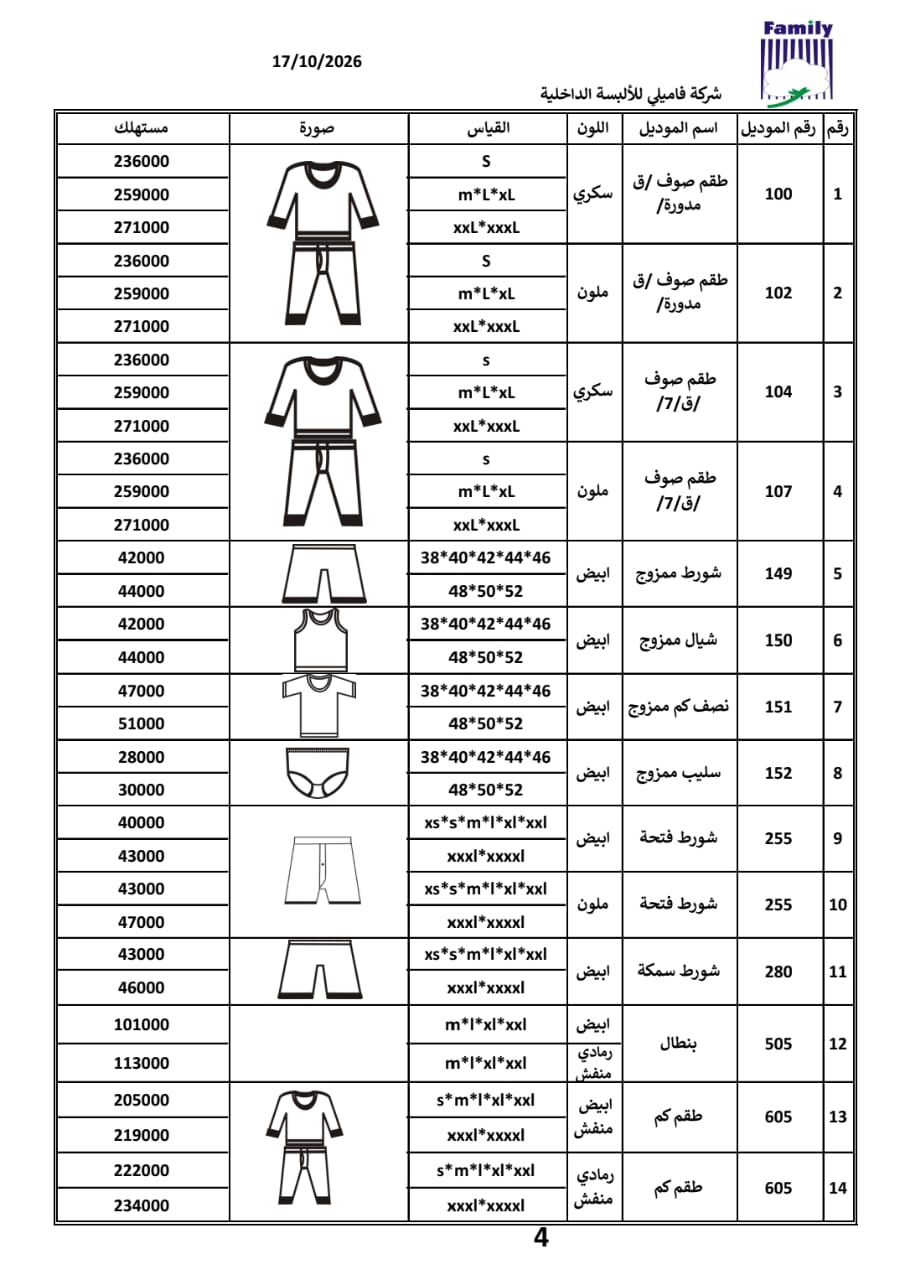 Family
17/10/2026
شركة فاميلي للألبسة الداخلية
رقم رقم الموديل اسم الموديل اللون القياس صورة مستهلك
1 100 طقم صوف /ق مدورة/ سكري S 236000
m*L*xL 259000
xxL*xxxL 271000
2 102 طقم صوف /ق مدورة/ ملون S 236000
m*L*xL 259000
xxL*xxxL 271000
3 104 طقم صوف /ق/7/ سكري s 236000
m*L*xL 259000
xxL*xxxL 271000
4 107 طقم صوف /ق/7/ ملون s 236000
m*L*xL 259000
xxL*xxxL 271000
5 149 شورط ممزوج ابيض 38*40*42*44*46 42000
48*50*52 44000
6 150 شيال ممزوج ابيض 38*40*42*44*46 42000
48*50*52 44000
7 151 نصف كم ممزوج ابيض 38*40*42*44*46 47000
48*50*52 51000
8 152 سليب ممزوج ابيض 38*40*42*44*46 28000
48*50*52 30000
9 255 شورط فتحة ابيض xs*s*m*l*xl*xxl 40000
xxxl*xxxxl 43000
10 255 شورط فتحة ملون xs*s*m*l*xl*xxl 43000
xxxl*xxxxl 47000
11 280 شورط سمكة ابيض xs*s*m*l*xl*xxl 43000
xxxl*xxxxl 46000
12 505 بنطال ابيض m*l*xl*xxl 101000
رمادي منفش m*l*xl*xxl 113000
13 605 طقم كم ابيض منفش s*m*l*xl*xxl 205000
xxxl*xxxxl 219000
14 605 طقم كم رمادي منفش s*m*l*xl*xxl 222000
xxxl*xxxxl 234000
4